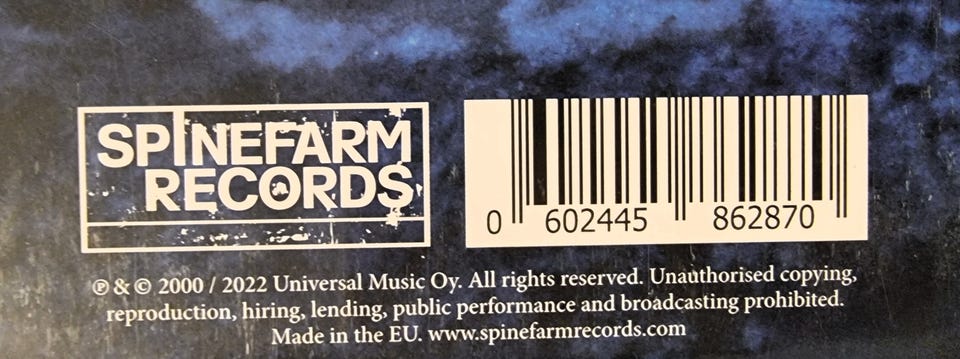 SPINEFARM
RECORDS
0 602445 862870
℗ & © 2000 / 2022 Universal Music Oy. All rights reserved. Unauthorised copying,
reproduction, hiring, lending, public performance and broadcasting prohibited.
Made in the EU. www.spinefarmrecords.com